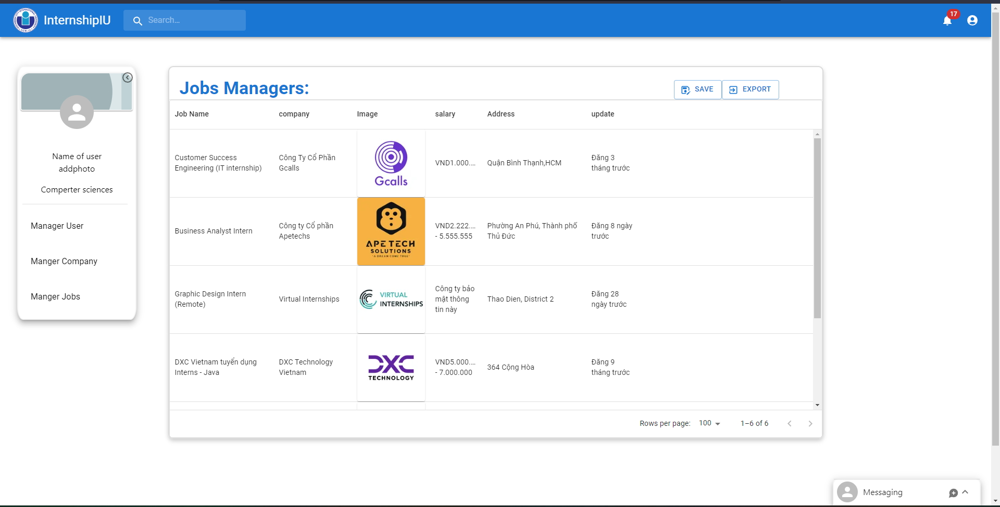 InternshipIU
Search...
17
Name of user
addphoto
Comperter sciences
Manager User
Manger Company
Manger Jobs
Jobs Managers:
SAVE
EXPORT
Job Name
company
Image
salary
Address
update
Customer Success
Engineering (IT internship)
Công Ty Cổ Phần
Gcalls
Gcalls
VND1.000....
Quận Bình Thạnh,HCM
Đăng 3
tháng trước
Business Analyst Intern
Công ty Cổ phần
Apetechs
APE TECH
SOLUTIONS
"A DREAM COME TRUE"
VND2.222....
- 5.555.555
Phường An Phú, Thành phố
Thủ Đức
Đăng 8 ngày
trước
Graphic Design Intern
(Remote)
Virtual Internships
VIRTUAL
INTERNSHIPS
Công ty bảo
mật thông
tin này
Thao Dien, District 2
Đăng 28
ngày trước
DXC Vietnam tuyển dụng
Interns - Java
DXC Technology
Vietnam
DXC
TECHNOLOGY
VND5.000....
- 7.000.000
364 Cộng Hòa
Đăng 9
tháng trước
Rows per page:
100
1–6 of 6
Messaging